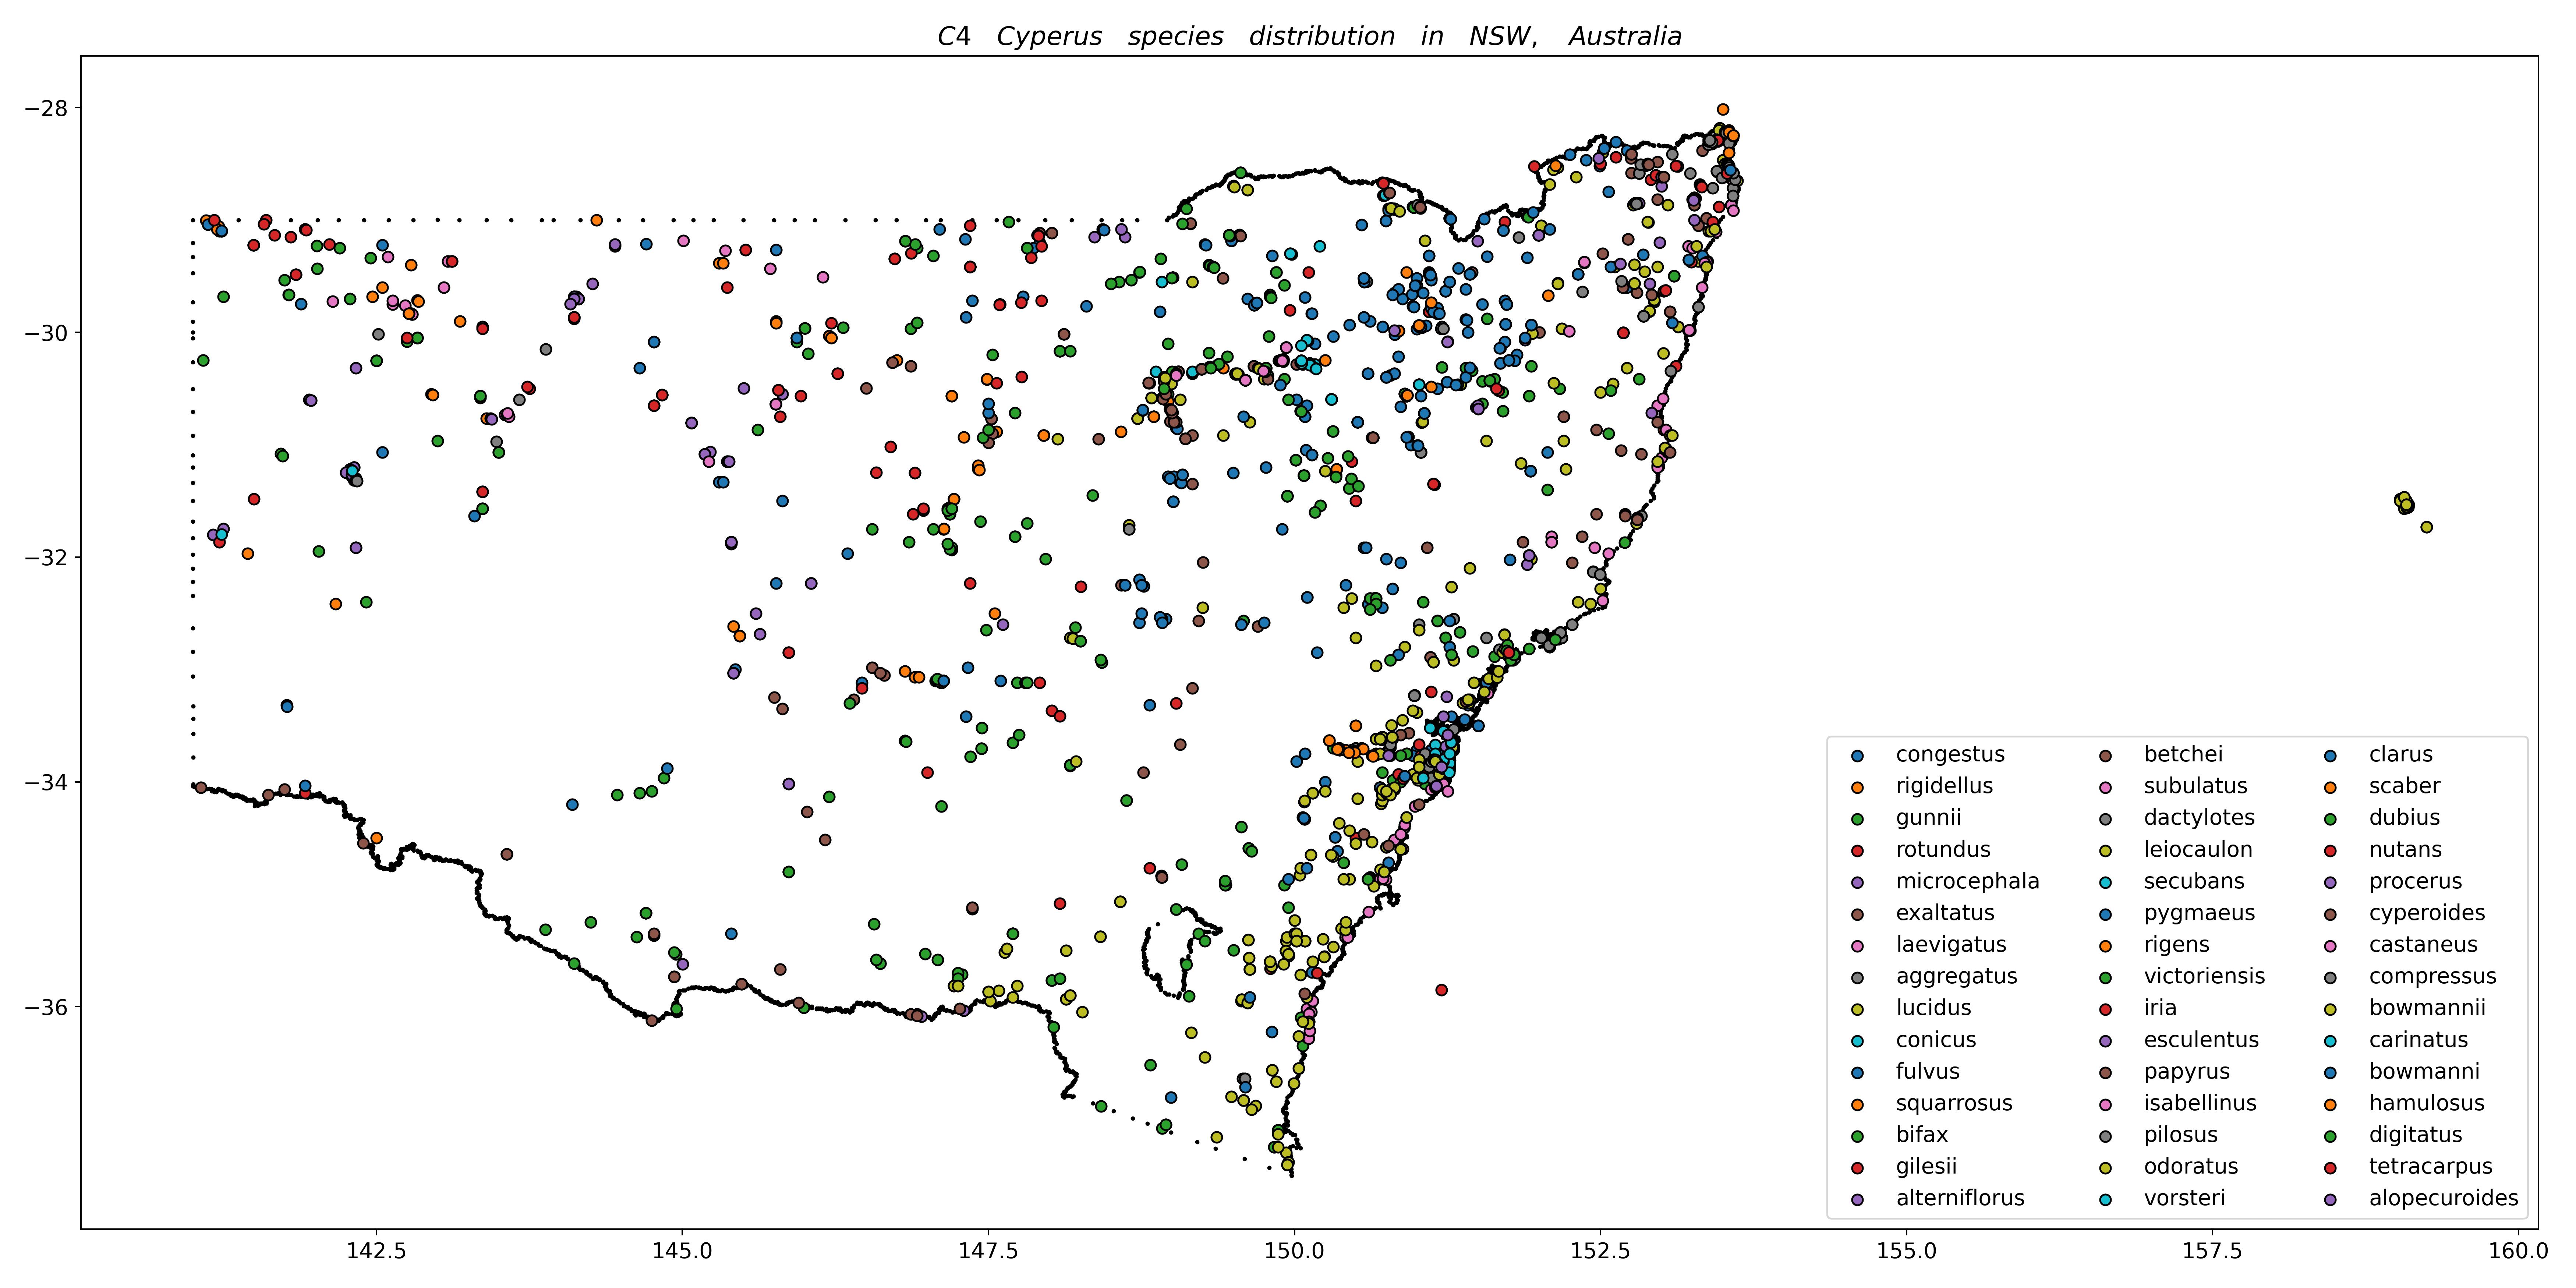 C4 Cyperus species distribution in NSW, Australia
−28
−30
−32
−34
−36
142.5 145.0 147.5 150.0 152.5 155.0 157.5 160.0
congestus
rigidellus
gunnii
rotundus
microcephala
exaltatus
laevigatus
aggregatus
lucidus
conicus
fulvus
squarrosus
bifax
gilesii
alterniflorus
betchei
subulatus
dactylotes
leiocaulon
secubans
pygmaeus
rigens
victoriensis
iria
esculentus
papyrus
isabellinus
pilosus
odoratus
vorsteri
clarus
scaber
dubius
nutans
procerus
cyperoides
castaneus
compressus
bowmannii
carinatus
bowmanni
hamulosus
digitatus
tetracarpus
alopecuroides